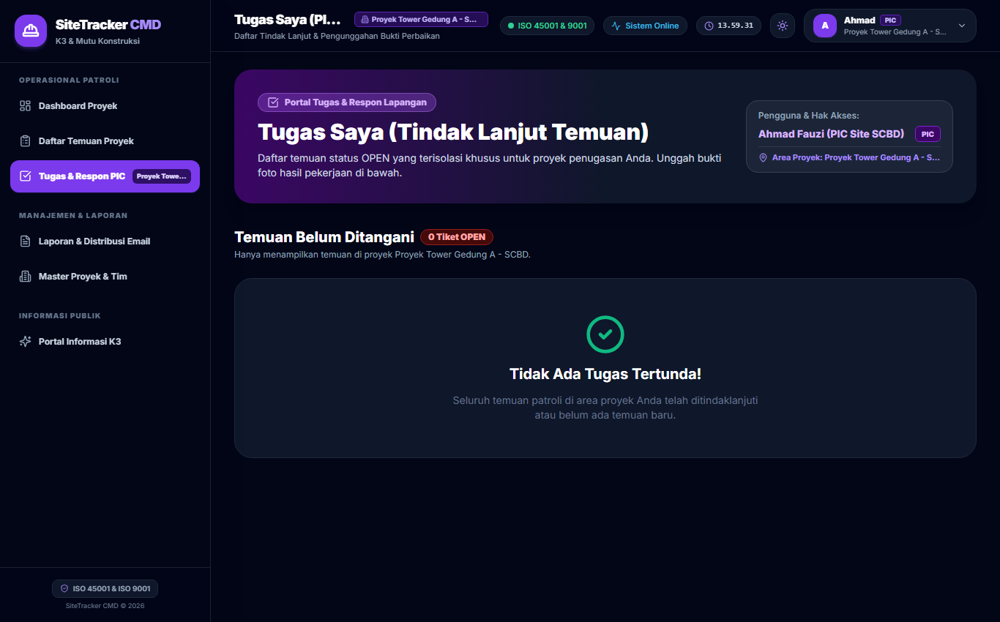 SiteTracker CMD
K3 & Mutu Konstruksi
OPERASIONAL PATROLI
Dashboard Proyek
Daftar Temuan Proyek
Tugas & Respon PIC
Proyek Towe...
MANAJEMEN & LAPORAN
Laporan & Distribusi Email
Master Proyek & Tim
INFORMASI PUBLIK
Portal Informasi K3
ISO 45001 & ISO 9001
SiteTracker CMD © 2026
Tugas Saya (PI...
Proyek Tower Gedung A - S...
Daftar Tindak Lanjut & Pengunggahan Bukti Perbaikan
ISO 45001 & 9001
Sistem Online
13.59.31
A
Ahmad
PIC
Proyek Tower Gedung A - S...
Portal Tugas & Respon Lapangan
Tugas Saya (Tindak Lanjut Temuan)
Daftar temuan status OPEN yang terisolasi khusus untuk proyek penugasan Anda. Unggah bukti
foto hasil pekerjaan di bawah.
Pengguna & Hak Akses:
Ahmad Fauzi (PIC Site SCBD)
PIC
Area Proyek: Proyek Tower Gedung A - S...
Temuan Belum Ditangani
0 Tiket OPEN
Hanya menampilkan temuan di proyek Proyek Tower Gedung A - SCBD.
Tidak Ada Tugas Tertunda!
Seluruh temuan patroli di area proyek Anda telah ditindaklanjuti
atau belum ada temuan baru.